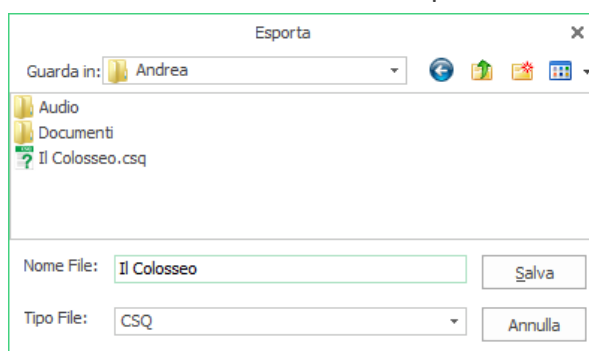 Esporta
Guarda in: Andrea
Audio
Documenti
Il Colosseo.csq
Nome File: Il Colosseo Salva
Tipo File: CSQ Annulla